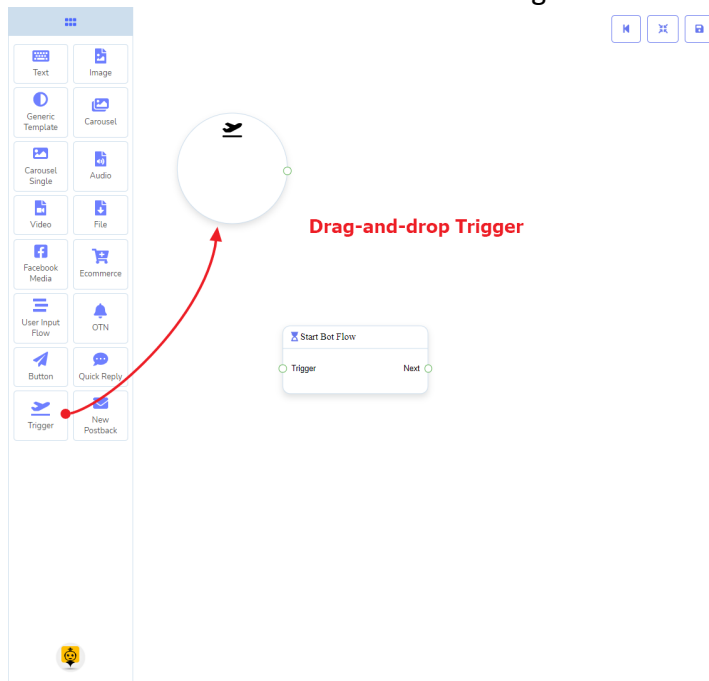 Text
Image
Generic
Template
Carousel
Carousel
Single
Audio
Video
File
Facebook
Media
Ecommerce
User Input
Flow
OTN
Button
Quick Reply
Trigger
New
Postback
Drag-and-drop Trigger
Start Bot Flow
Trigger
Next